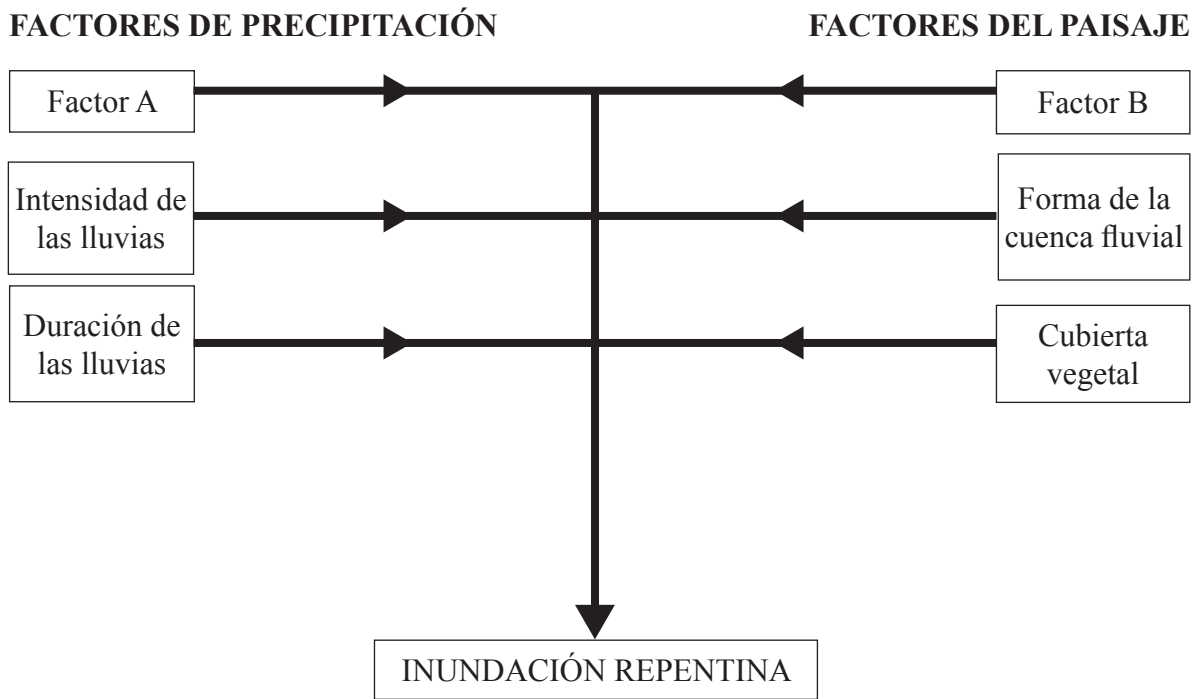 FACTORES DE PRECIPITACIÓN
FACTORES DEL PAISAJE
Factor A
Factor B
Intensidad de
las lluvias
Forma de la
cuenca fluvial
Duración de
las lluvias
Cubierta
vegetal
INUNDACIÓN REPENTINA